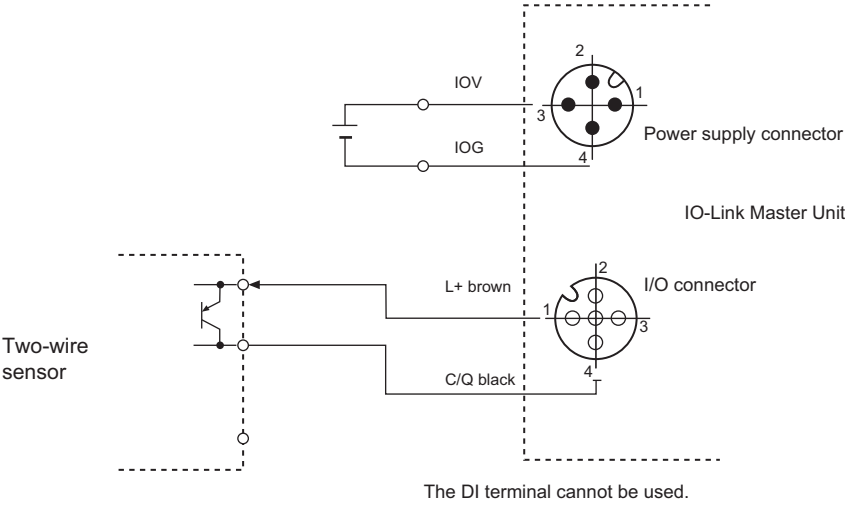 2
IOV
1
3
Power supply connector
IOG
4
IO-Link Master Unit
2
L+ brown
I/O connector
1
3
Two-wire
sensor
4
C/Q black
The DI terminal cannot be used.